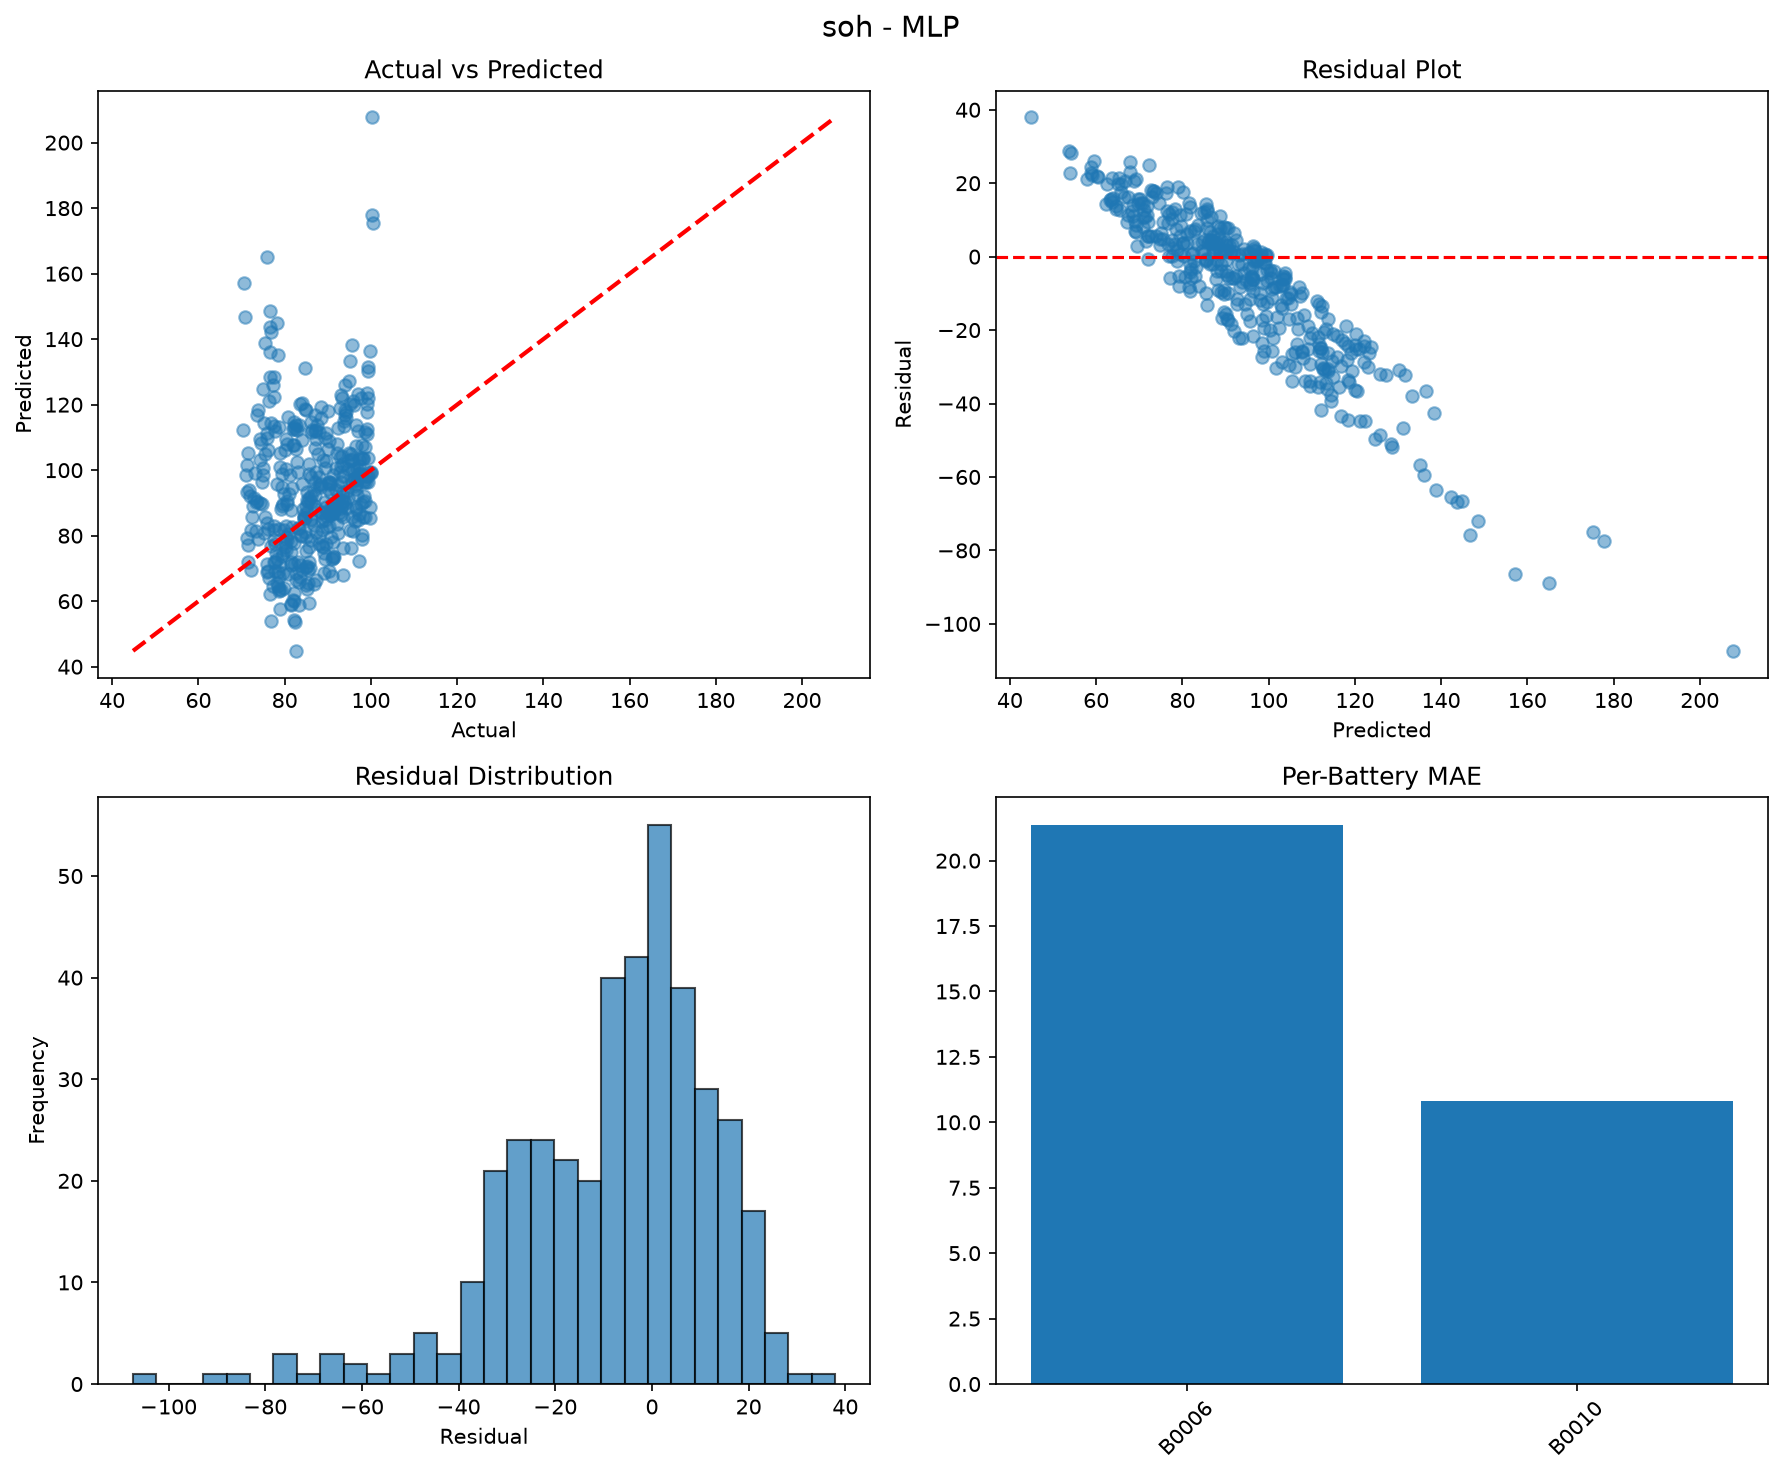 soh - MLP
Actual vs Predicted
200
180
160
140
120
100
80
60
40
Predicted
40 60 80 100 120 140 160 180 200
Actual
Residual Plot
40
20
0
−20
−40
−60
−80
−100
Residual
40 60 80 100 120 140 160 180 200
Predicted
Residual Distribution
50
40
30
20
10
0
Frequency
−100 −80 −60 −40 −20 0 20 40
Residual
Per-Battery MAE
20.0
17.5
15.0
12.5
10.0
7.5
5.0
2.5
0.0
B0006
B0010